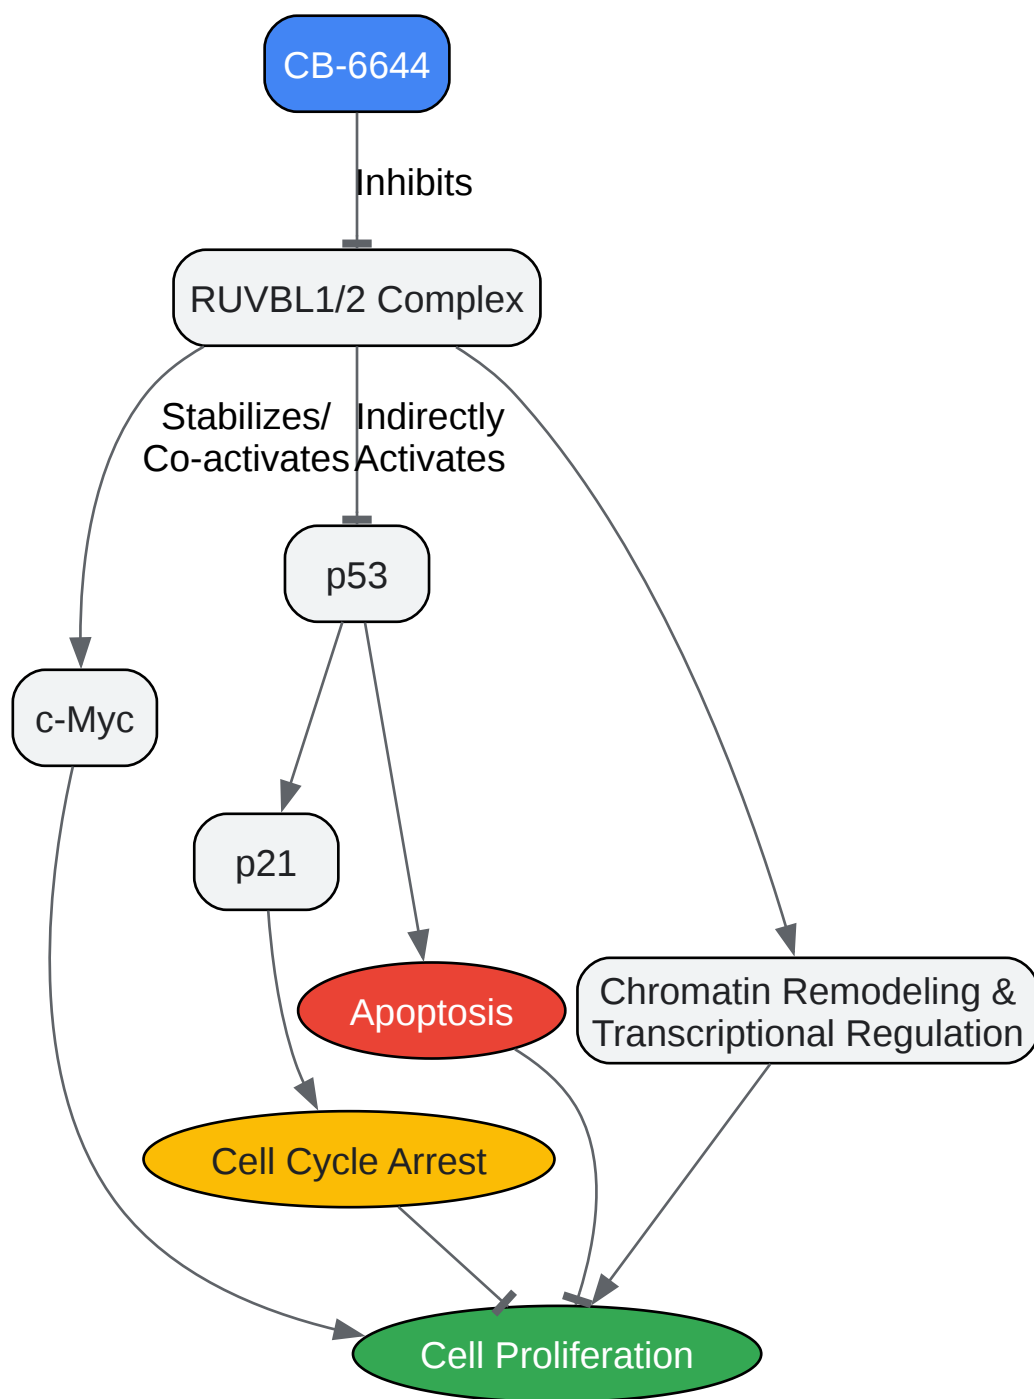 CB-6644
Inhibits
RUVBL1/2 Complex
Stabilizes/
Co-activates
Indirectly
Activates
p53
c-Myc
p21
Apoptosis
Chromatin Remodeling &
Transcriptional Regulation
Cell Cycle Arrest
Cell Proliferation